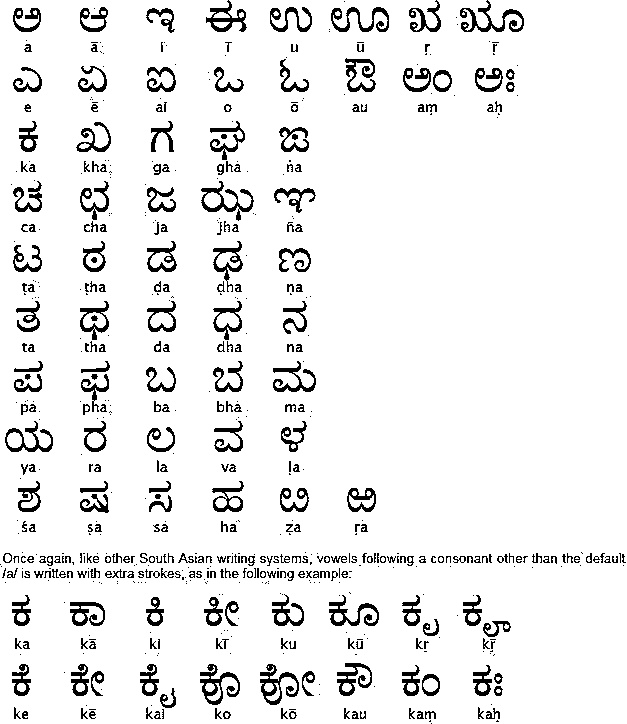 ಅ ಆ ಇ ಈ ಉ ಊ ಋ ೠ
a ā i ī u ū ṛ ṝ
ಎ ಏ ಐ ಒ ಓ ಔ ಅಂ ಅಃ
e ē ai o ō au aṃ aḥ
ಕ ಖ ಗ ಘ ಙ
ka kha ga gha ṅa
ಚ ಛ ಜ ಝ ಞ
ca cha ja jha ña
ಟ ಠ ಡ ಢ ಣ
ṭa ṭha ḍa ḍha ṇa
ತ ಥ ದ ಧ ನ
ta tha da dha na
ಪ ಫ ಬ ಭ ಮ
pa pha ba bha ma
ಯ ರ ಲ ವ ಳ
ya ra la va ḷa
ಶ ಷ ಸ ಹ ೞ ಱ
śa ṣa sa ha ẓa ṛa
Once again, like other South Asian writing systems, vowels following a consonant other than the default
/a/ is written with extra strokes, as in the following example:
ಕ ಕಾ ಕಿ ಕೀ ಕು ಕೂ ಕೃ ಕೄ
ka kā ki kī ku kū kṛ kṝ
ಕೆ ಕೇ ಕೈ ಕೊ ಕೋ ಕೌ ಕಂ ಕಃ
ke kē kai ko kō kau kaṃ kaḥ